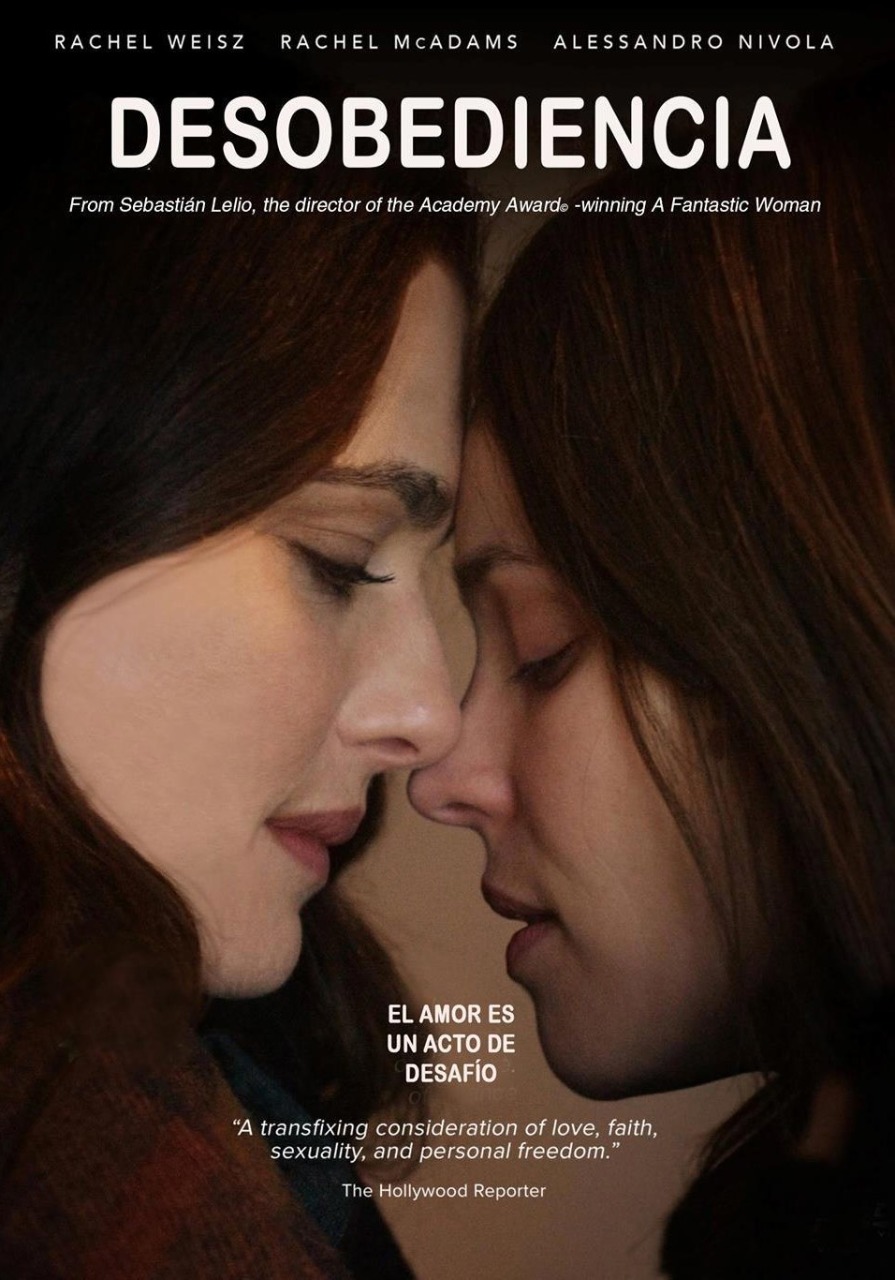 RACHEL WEISZ RACHEL McADAMS ALESSANDRO NIVOLA
DESOBEDIENCIA
From Sebastián Lelio, the director of the Academy Award© -winning A Fantastic Woman
EL AMOR ES
UN ACTO DE
DESAFÍO
“A transfixing consideration of love, faith,
sexuality, and personal freedom.”
The Hollywood Reporter